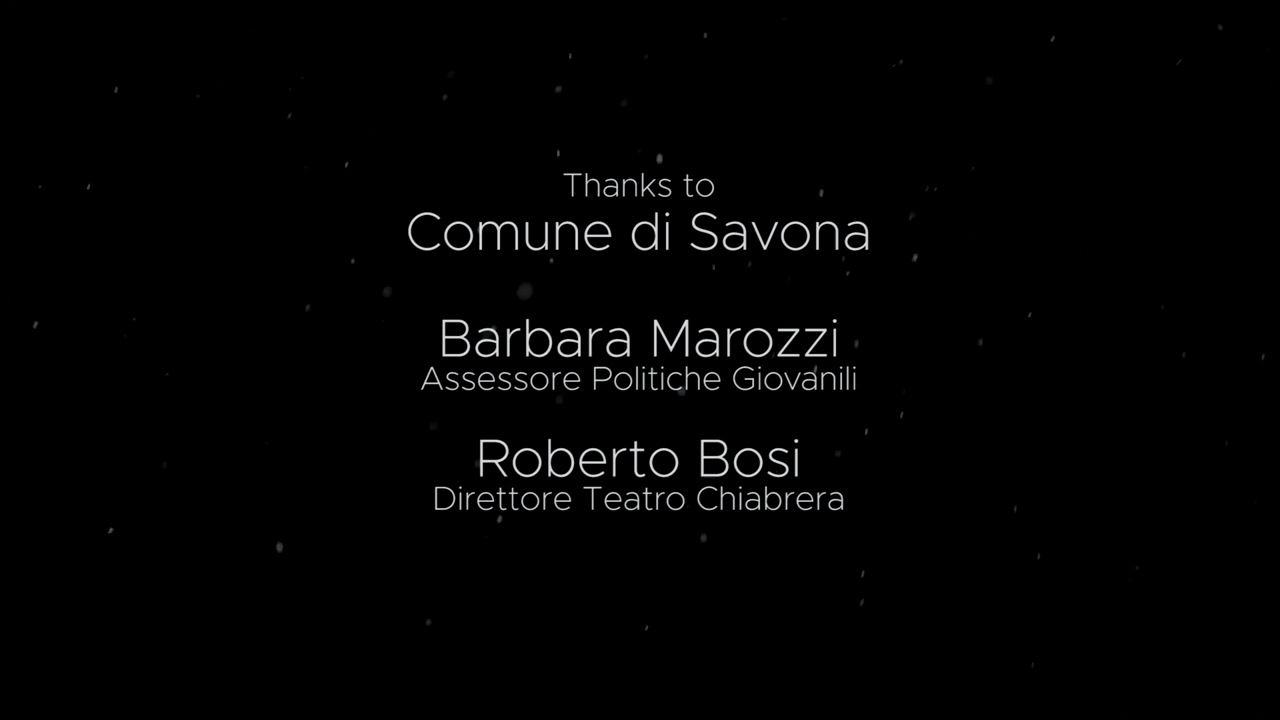 Thanks to
Comune di Savona
Barbara Marozzi
Assessore Politiche Giovanili
Roberto Bosi
Direttore Teatro Chiabrera